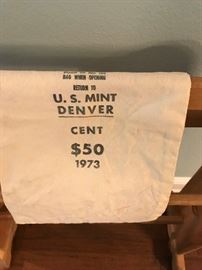 BAG WHEN OPENING
RETURN TO
U. S. MINT
DENVER
CENT
$50
1973